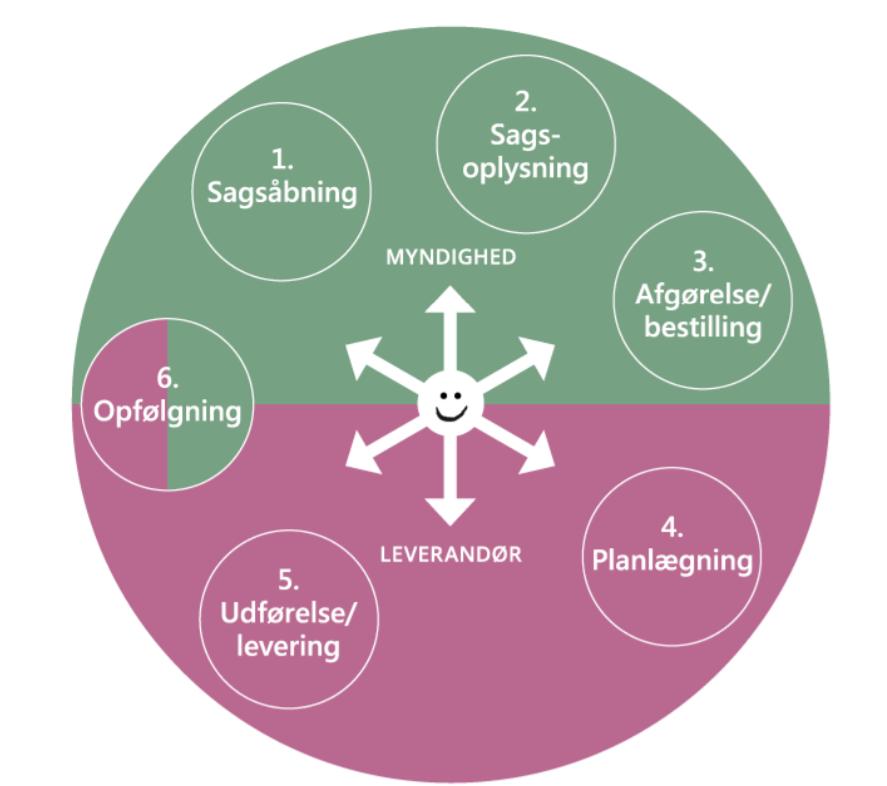 1.
Sagsåbning
2.
Sags-
oplysning
3.
Afgørelse/
bestilling
MYNDIGHED
LEVERANDØR
4.
Planlægning
5.
Udførelse/
levering
6.
Opfølgning